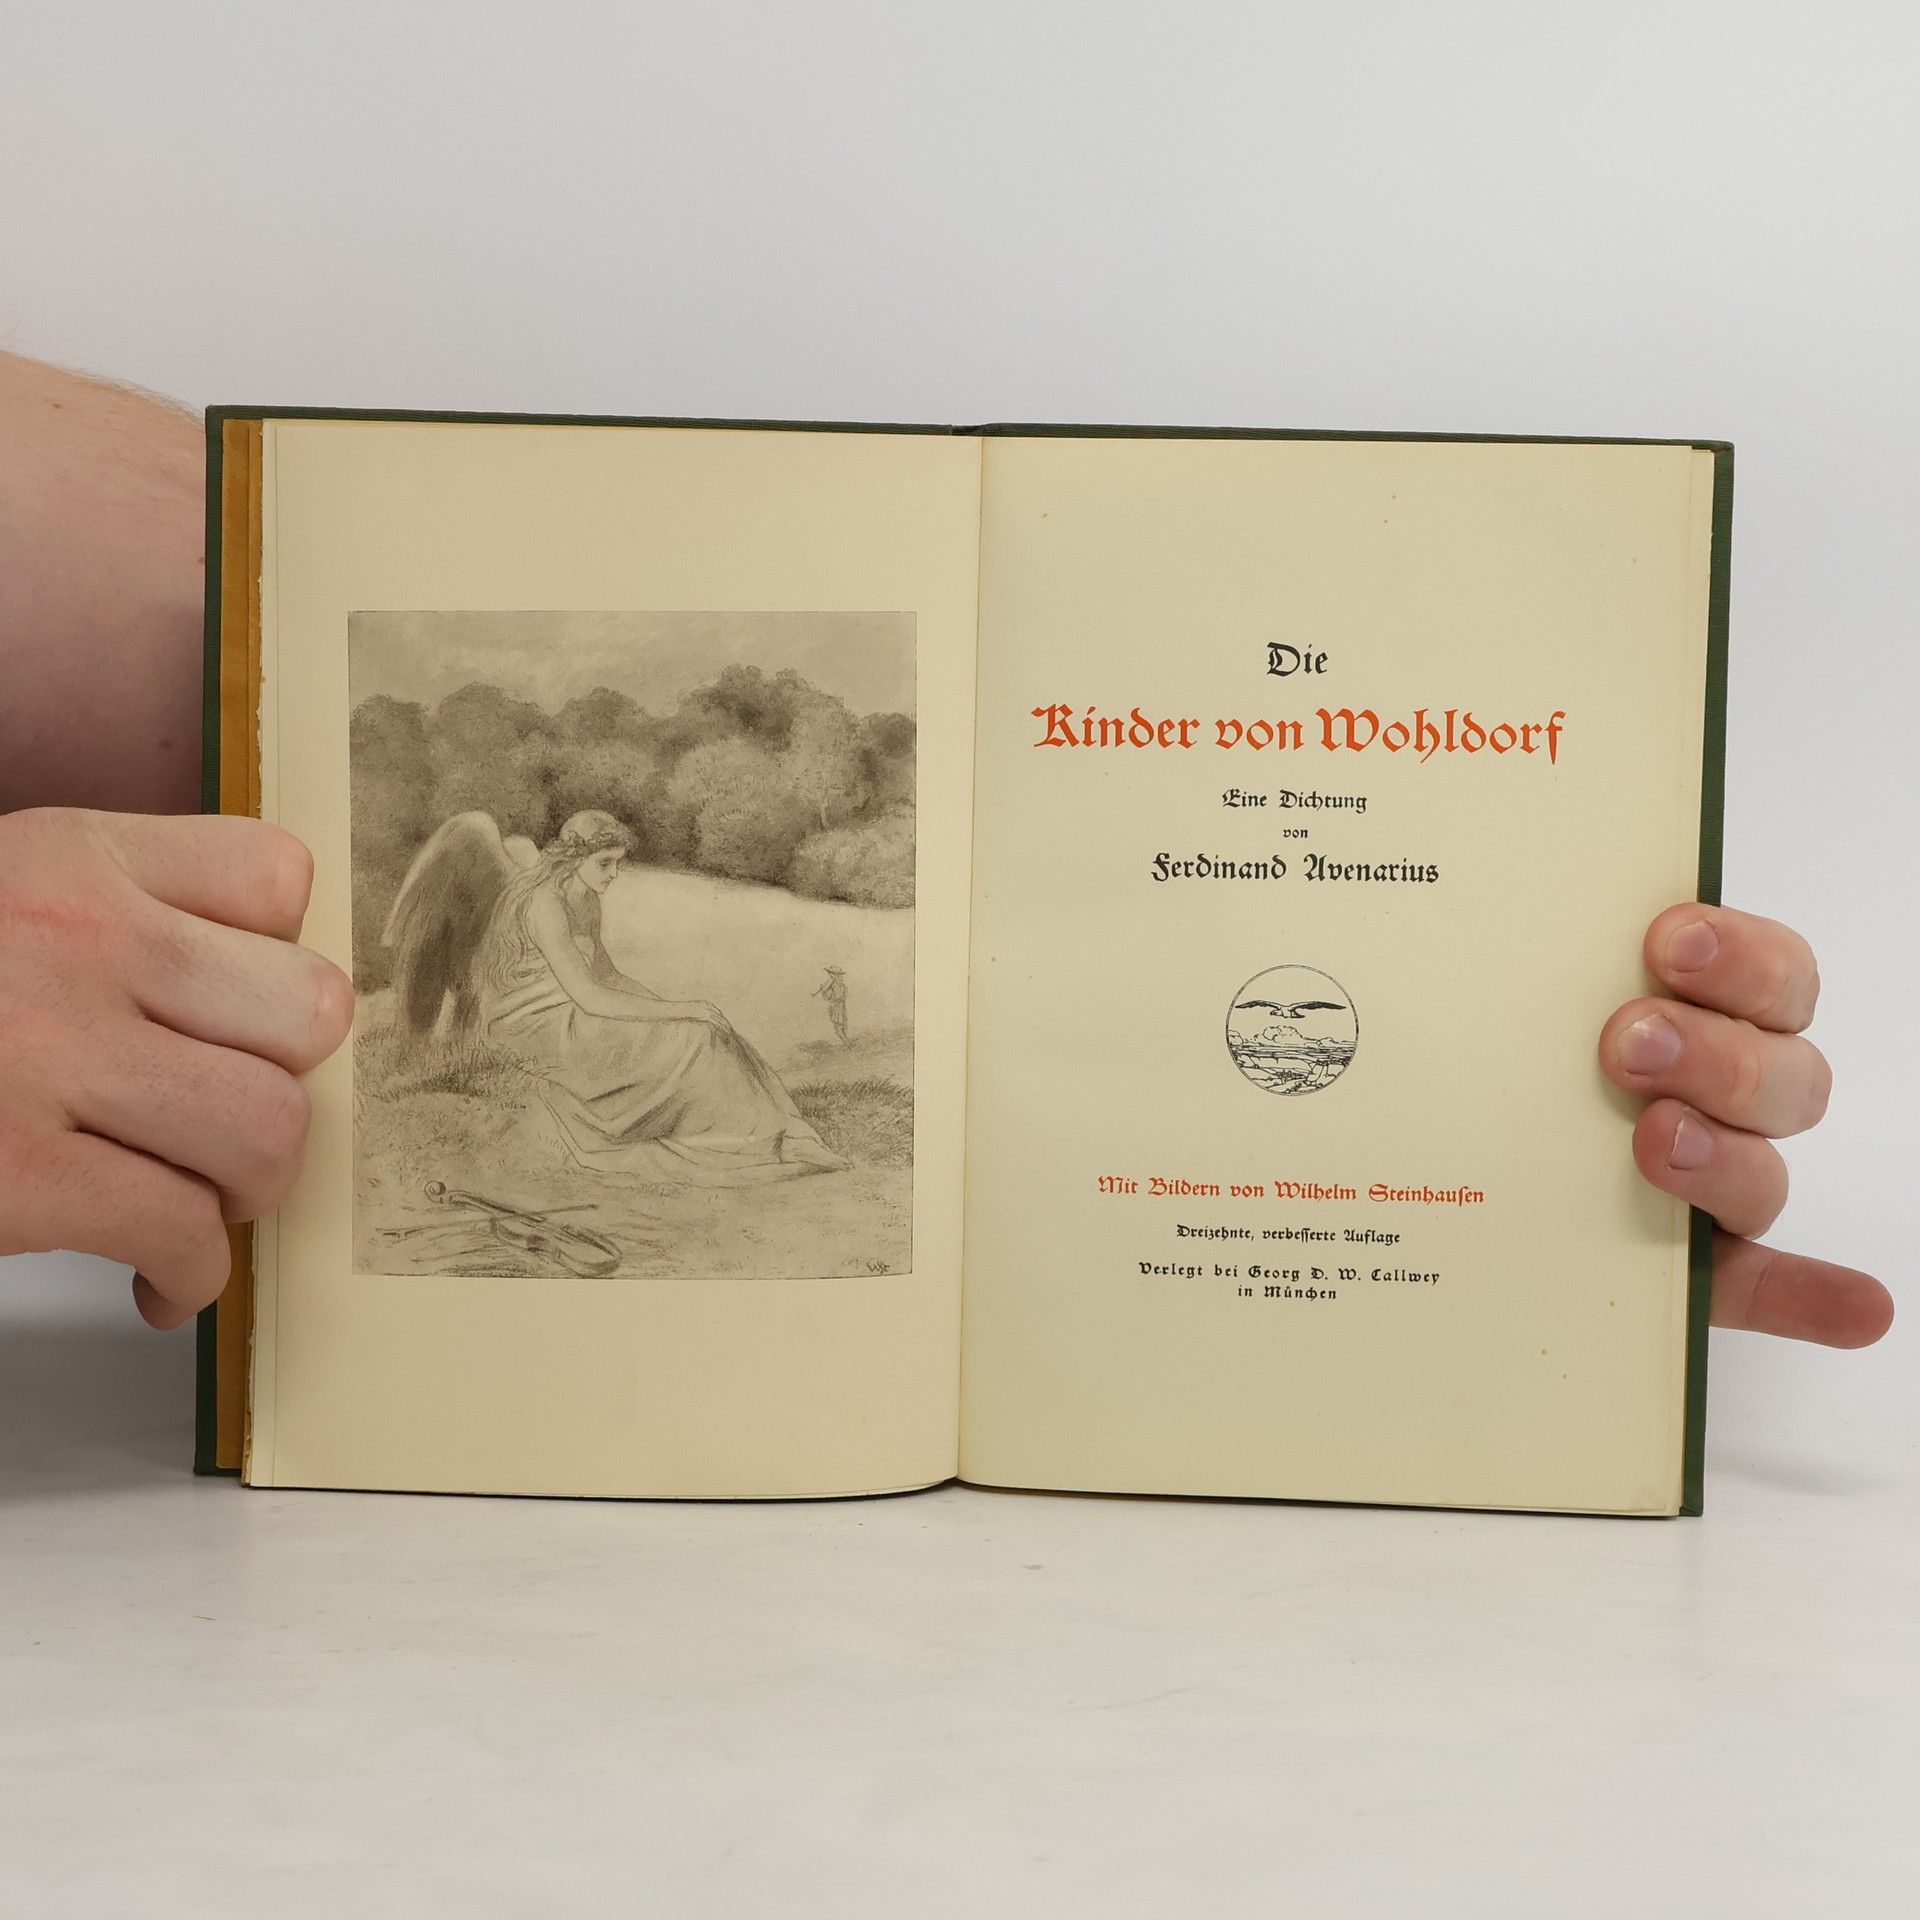 WSt
Die
Kinder von Wohldorf
Eine Dichtung
von
Ferdinand Avenarius
Mit Bildern von Wilhelm Steinhausen
Dreizehnte, verbesserte Auflage
Verlegt bei Georg D. W. Callwey
in München